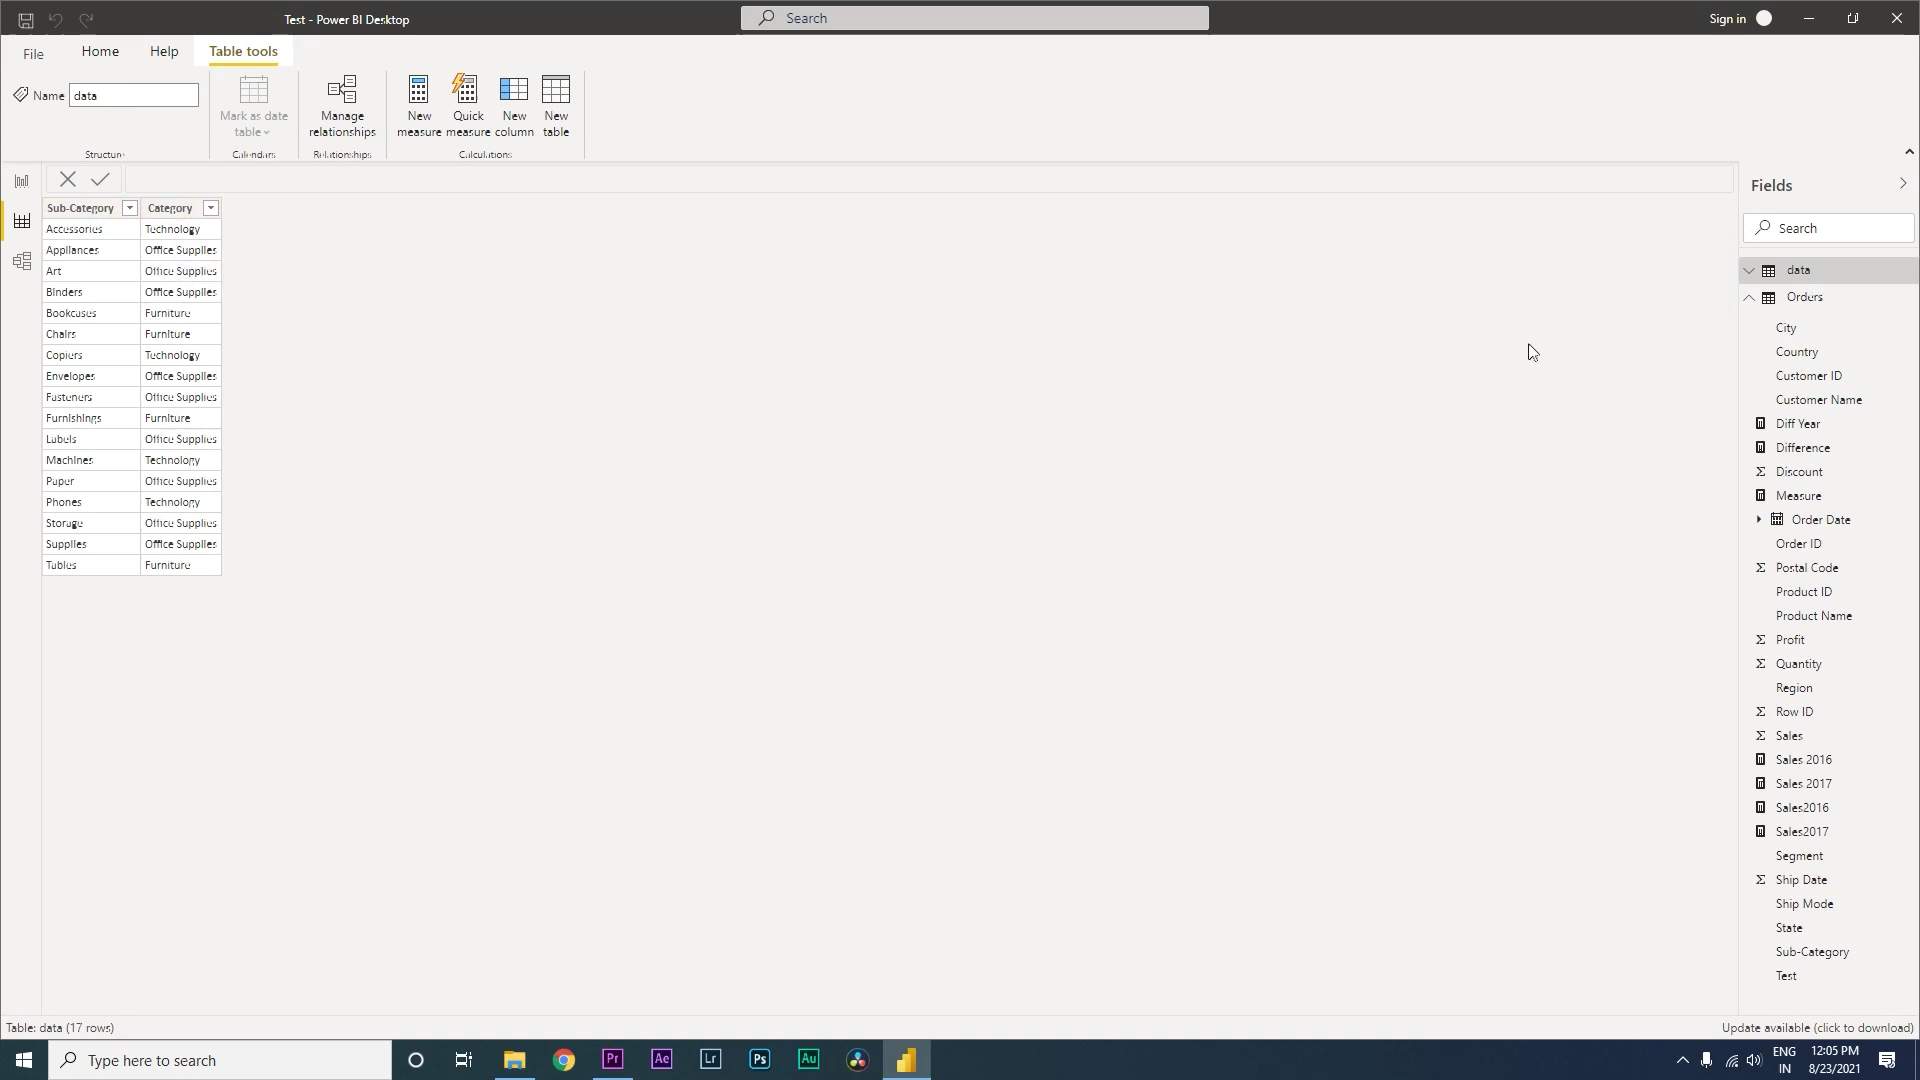 Test - Power BI Desktop
Search
Sign in
File
Home
Help
Table tools
Name
data
Mark as date table
Manage relationships
New measure
Quick measure
New column
New table
Structure
Calendars
Relationships
Calculations
Fields
Search
Sub-Category
Category
Accessories Technology
Appliances Office Supplies
Art Office Supplies
Binders Office Supplies
Bookcases Furniture
Chairs Furniture
Copiers Technology
Envelopes Office Supplies
Fasteners Office Supplies
Furnishings Furniture
Labels Office Supplies
Machines Technology
Paper Office Supplies
Phones Technology
Storage Office Supplies
Supplies Office Supplies
Tables Furniture
data
Orders
City
Country
Customer ID
Customer Name
Diff Year
Difference
Σ Discount
Measure
Order Date
Order ID
Σ Postal Code
Product ID
Product Name
Σ Profit
Σ Quantity
Region
Σ Row ID
Σ Sales
Sales 2016
Sales 2017
Sales2016
Sales2017
Segment
Σ Ship Date
Ship Mode
State
Sub-Category
Test
Table: data (17 rows)
Update available (click to download)
Type here to search
Pr
Ae
Lr
Ps
Au
ENG
IN
12:05 PM
8/23/2021